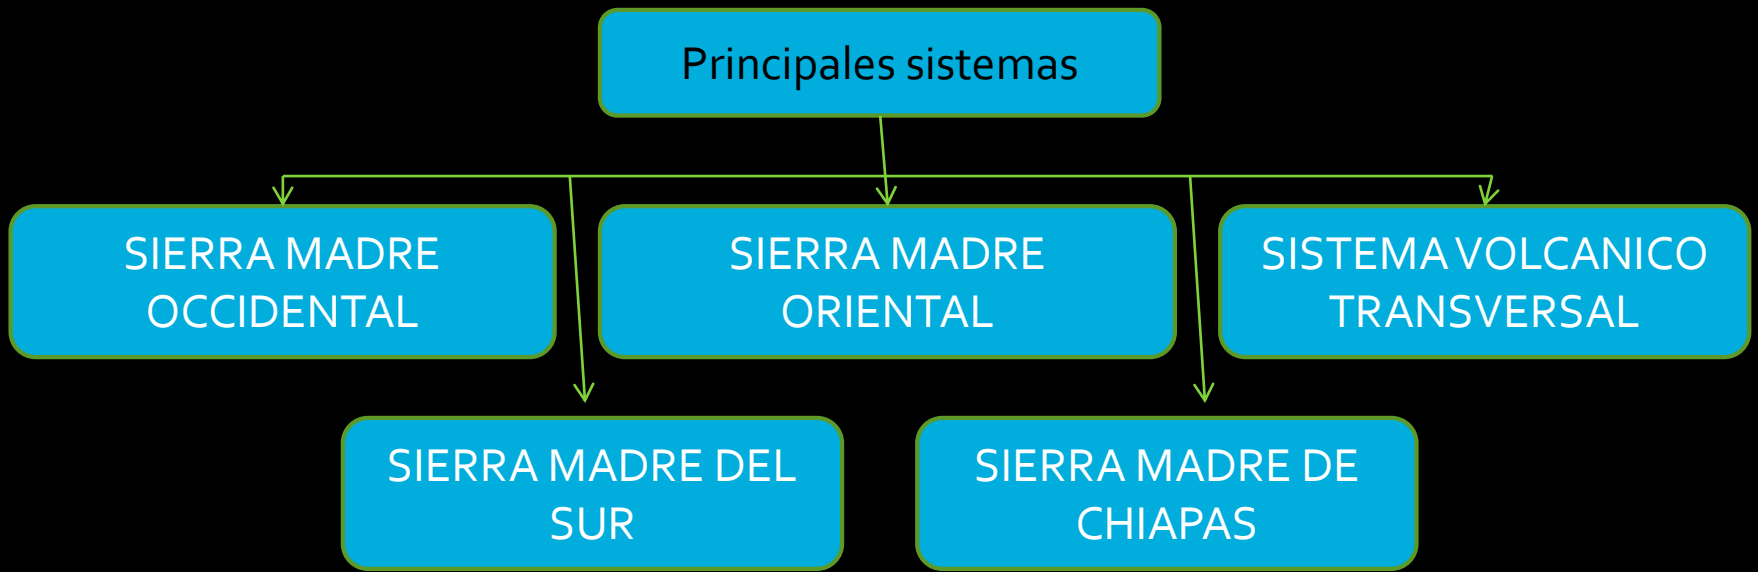 Principales sistemas
SIERRA MADRE
OCCIDENTAL
SIERRA MADRE
ORIENTAL
SISTEMA VOLCANICO
TRANSVERSAL
SIERRA MADRE DEL
SUR
SIERRA MADRE DE
CHIAPAS